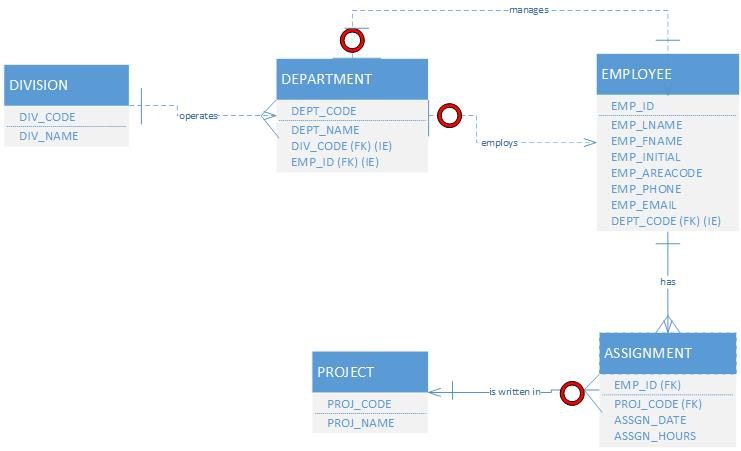 manages
DIVISION
DIV_CODE
DIV_NAME
operates
DEPARTMENT
DEPT_CODE
DEPT_NAME
DIV_CODE (FK) (IE)
EMP_ID (FK) (IE)
employs
EMPLOYEE
EMP_ID
EMP_LNAME
EMP_FNAME
EMP_INITIAL
EMP_AREACODE
EMP_PHONE
EMP_EMAIL
DEPT_CODE (FK) (IE)
has
PROJECT
PROJ_CODE
PROJ_NAME
is written in
ASSIGNMENT
EMP_ID (FK)
PROJ_CODE (FK)
ASSGN_DATE
ASSGN_HOURS